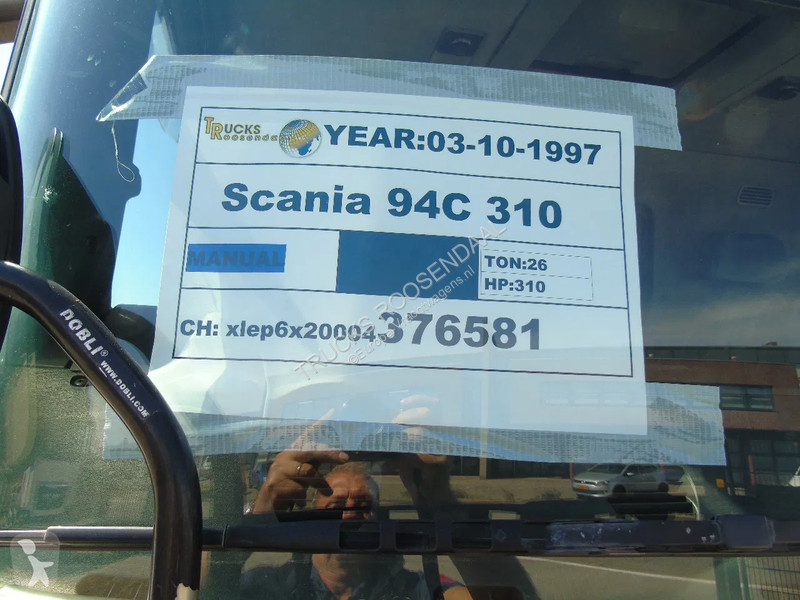 TRUCKS
Roosendaal
YEAR:03-10-1997
Scania 94C 310
MANUAL
TON:26
HP:310
CH: xlep6x20004376581
TRUCKS ROOSENDAAL
DOBLI®
www.DOBLI.com